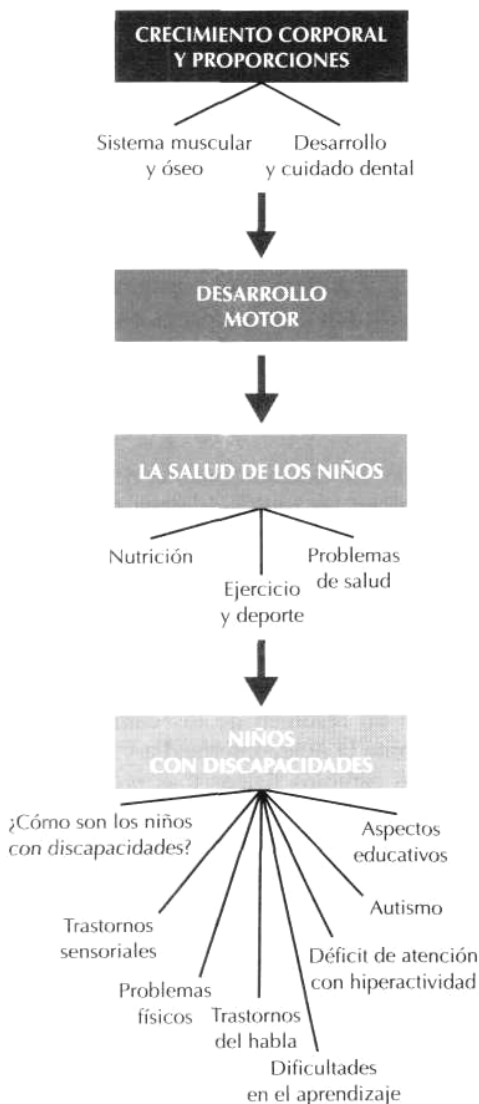 CRECIMIENTO CORPORAL
Y PROPORCIONES
Sistema muscular
y óseo
Desarrollo
y cuidado dental
DESARROLLO
MOTOR
LA SALUD DE LOS NIÑOS
Nutrición
Ejercicio
y deporte
Problemas
de salud
NIÑOS
CON DISCAPACIDADES
¿Cómo son los niños
con discapacidades?
Trastornos
sensoriales
Problemas
físicos
Trastornos
del habla
Dificultades
en el aprendizaje
Déficit de atención
con hiperactividad
Autismo
Aspectos
educativos